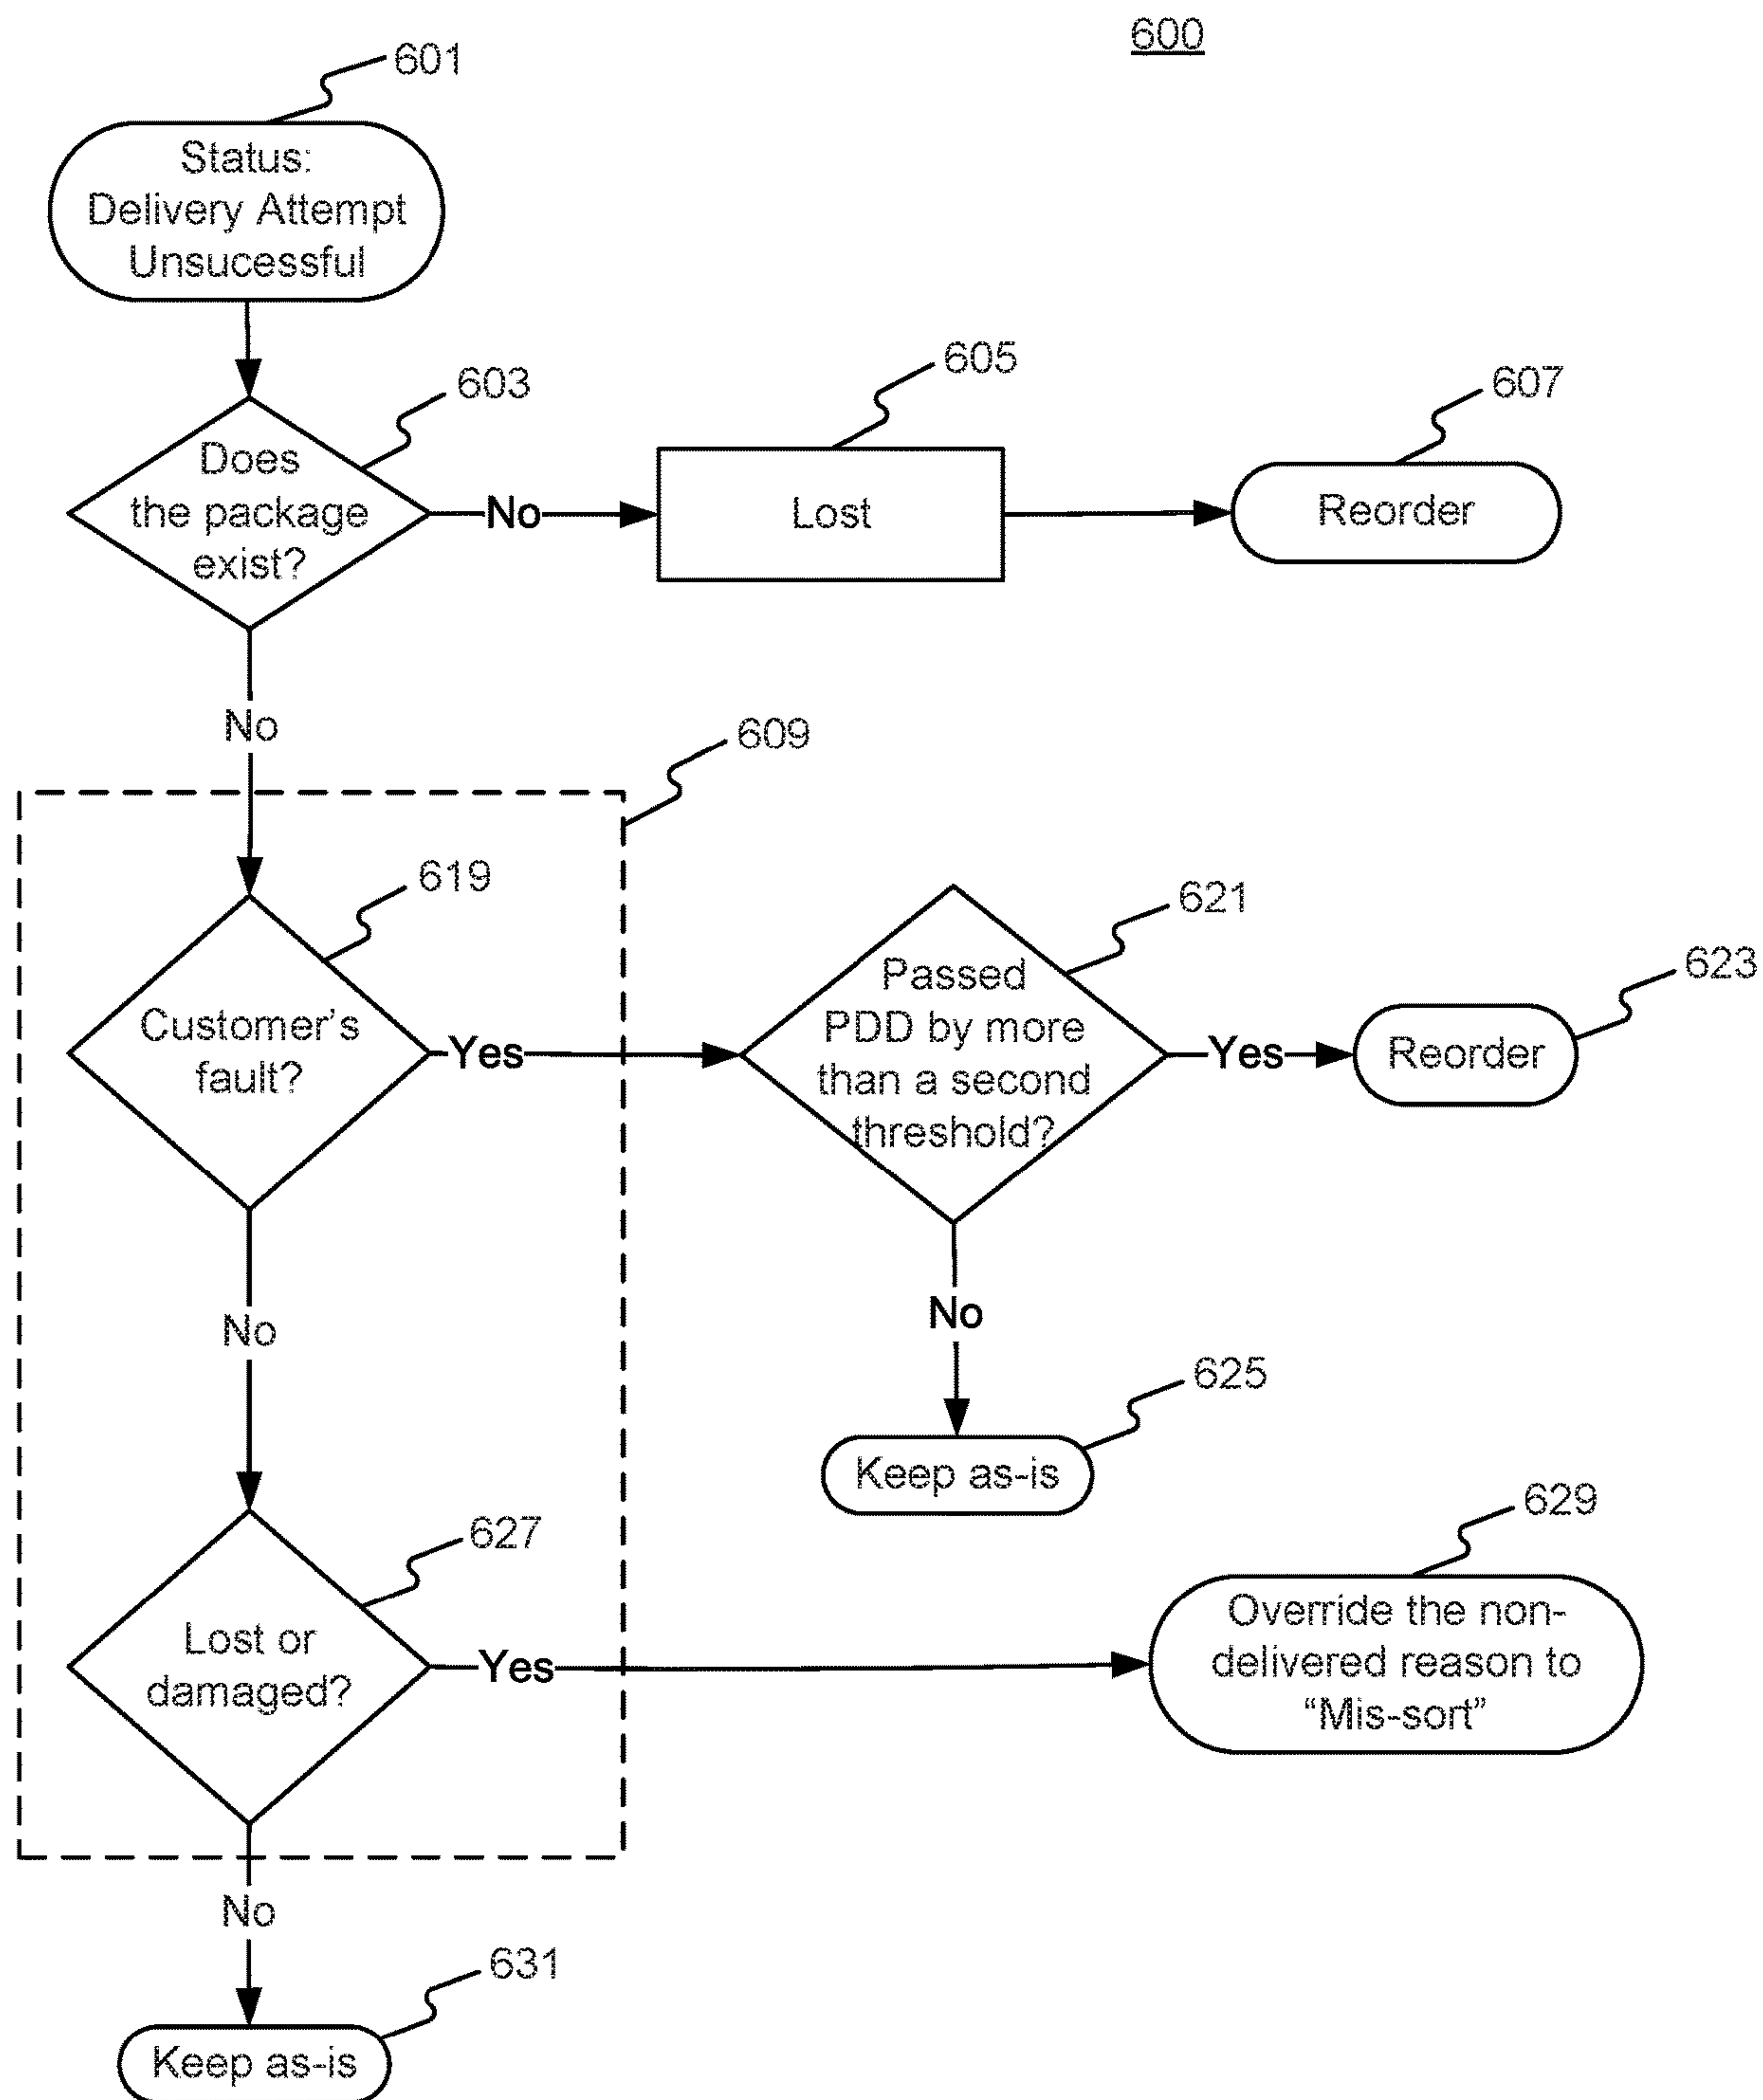 600
601
Status:
Delivery Attempt
Unsucessful
603
Does
the package
exist?
No
605
Lost
607
Reorder
No
609
619
Customer's
fault?
Yes
621
Passed
PDD by more
than a second
threshold?
Yes
623
Reorder
No
No
625
Keep as-is
627
Lost or
damaged?
Yes
629
Override the non-
delivered reason to
“Mis-sort”
No
631
Keep as-is